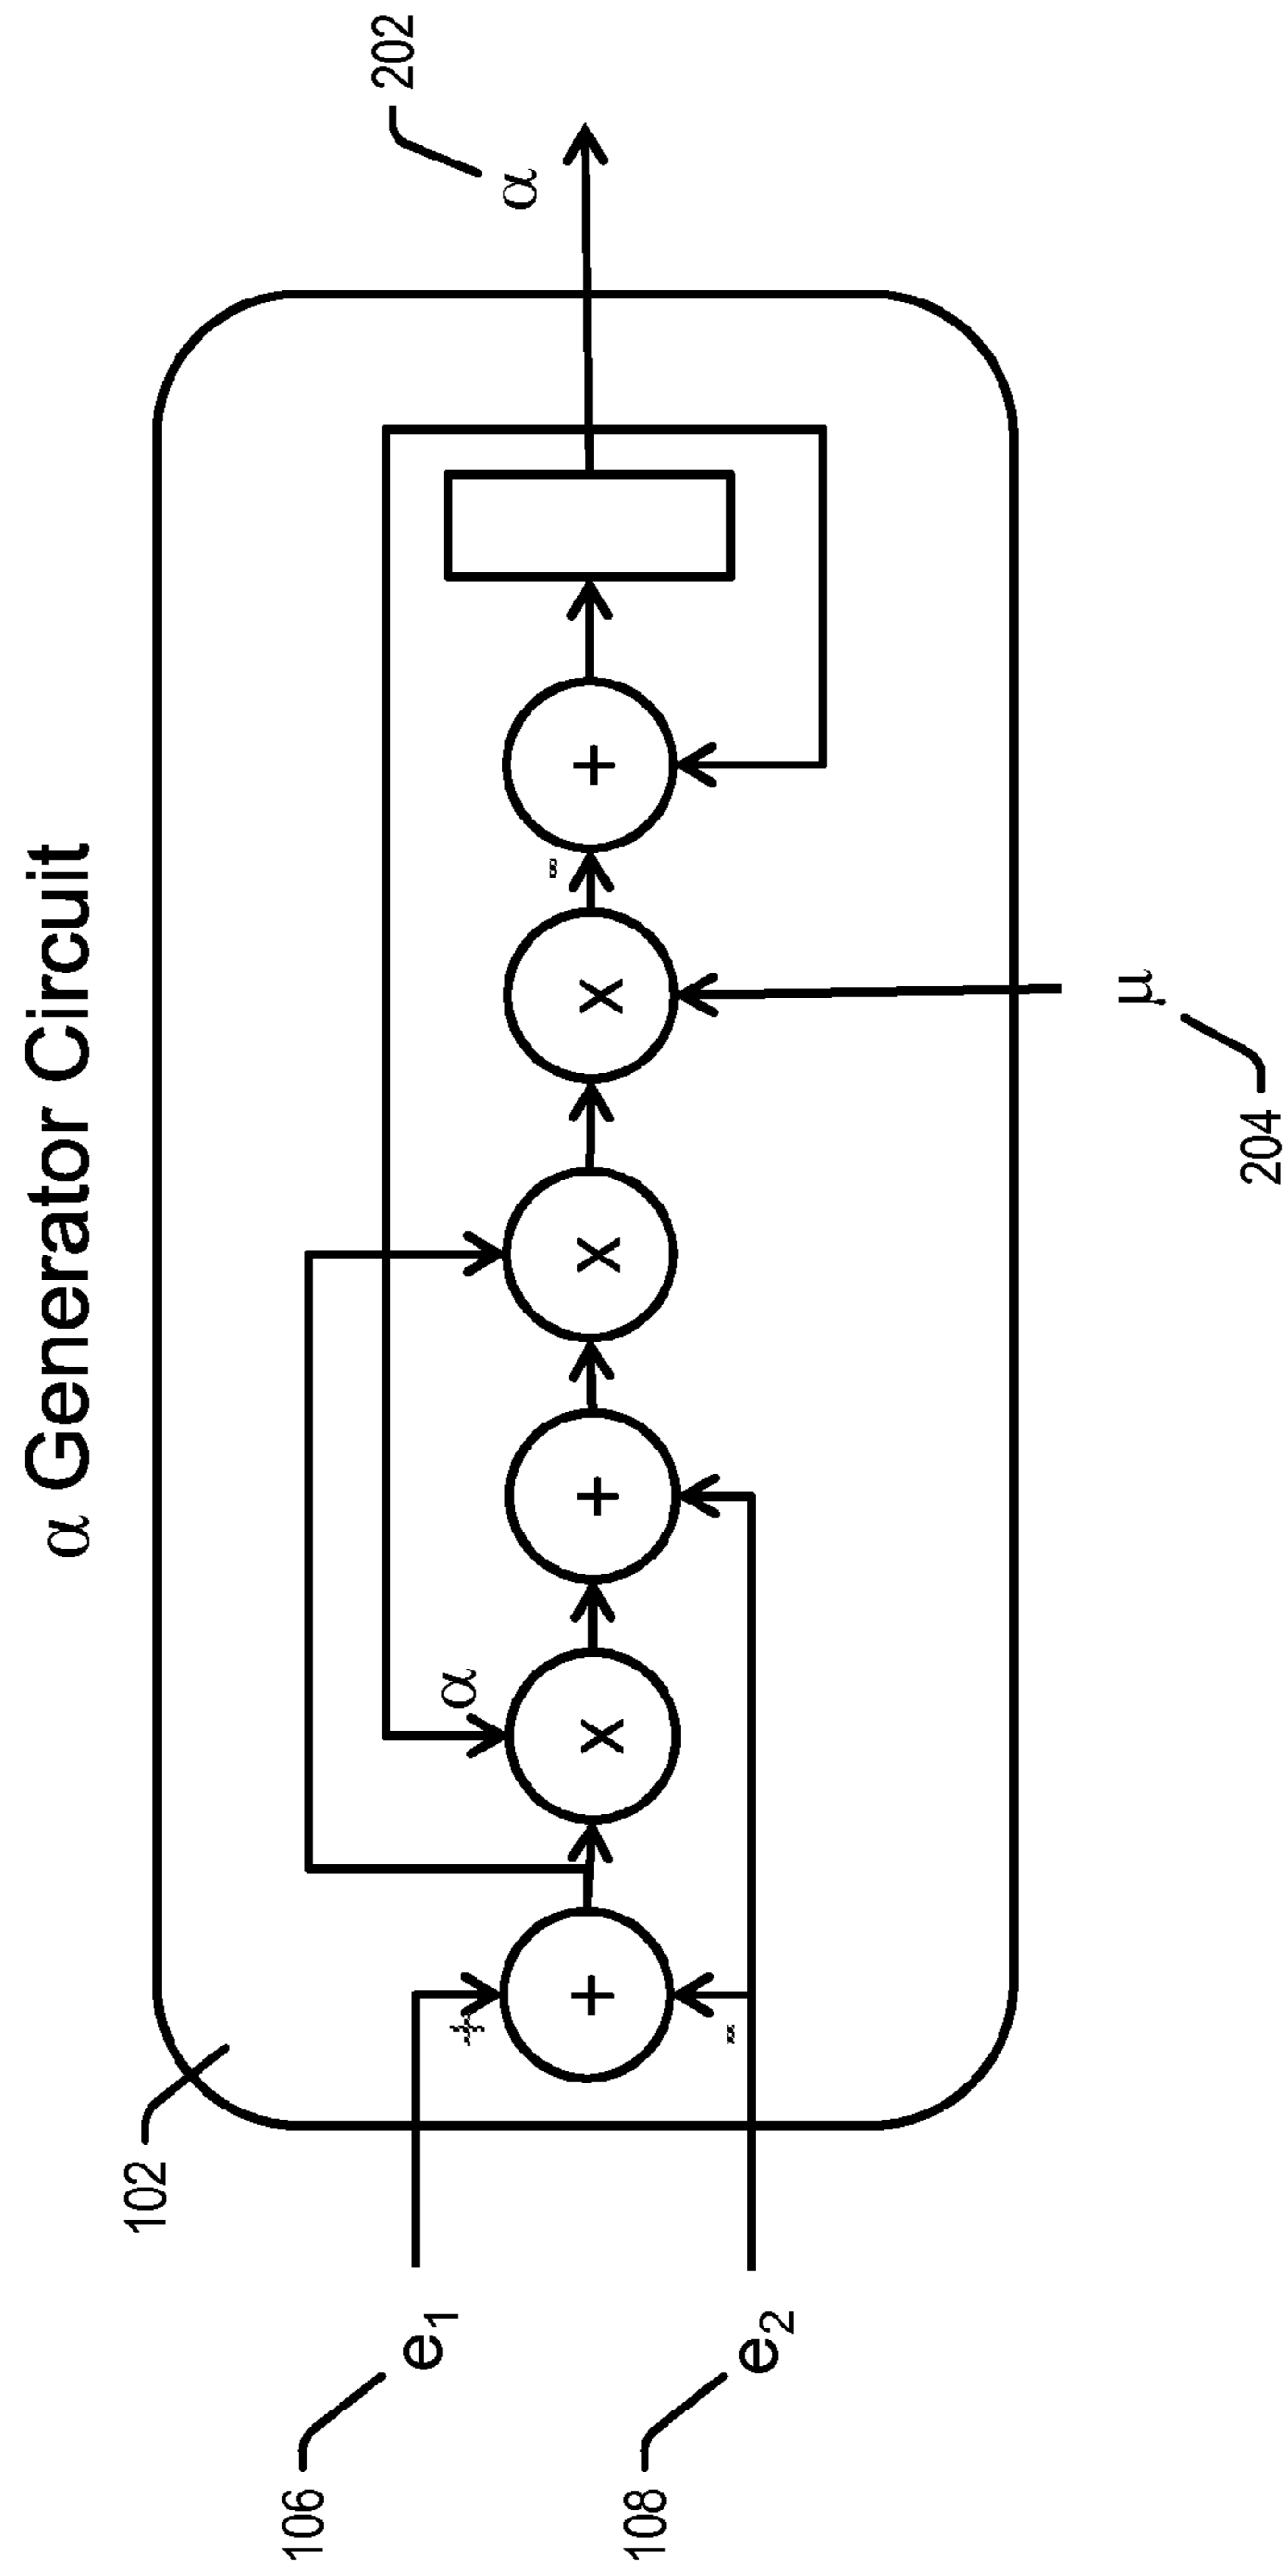 α Generator Circuit
102
106
e1
108
e2
+
x
α
+
x
x
+
α
202
μ
204